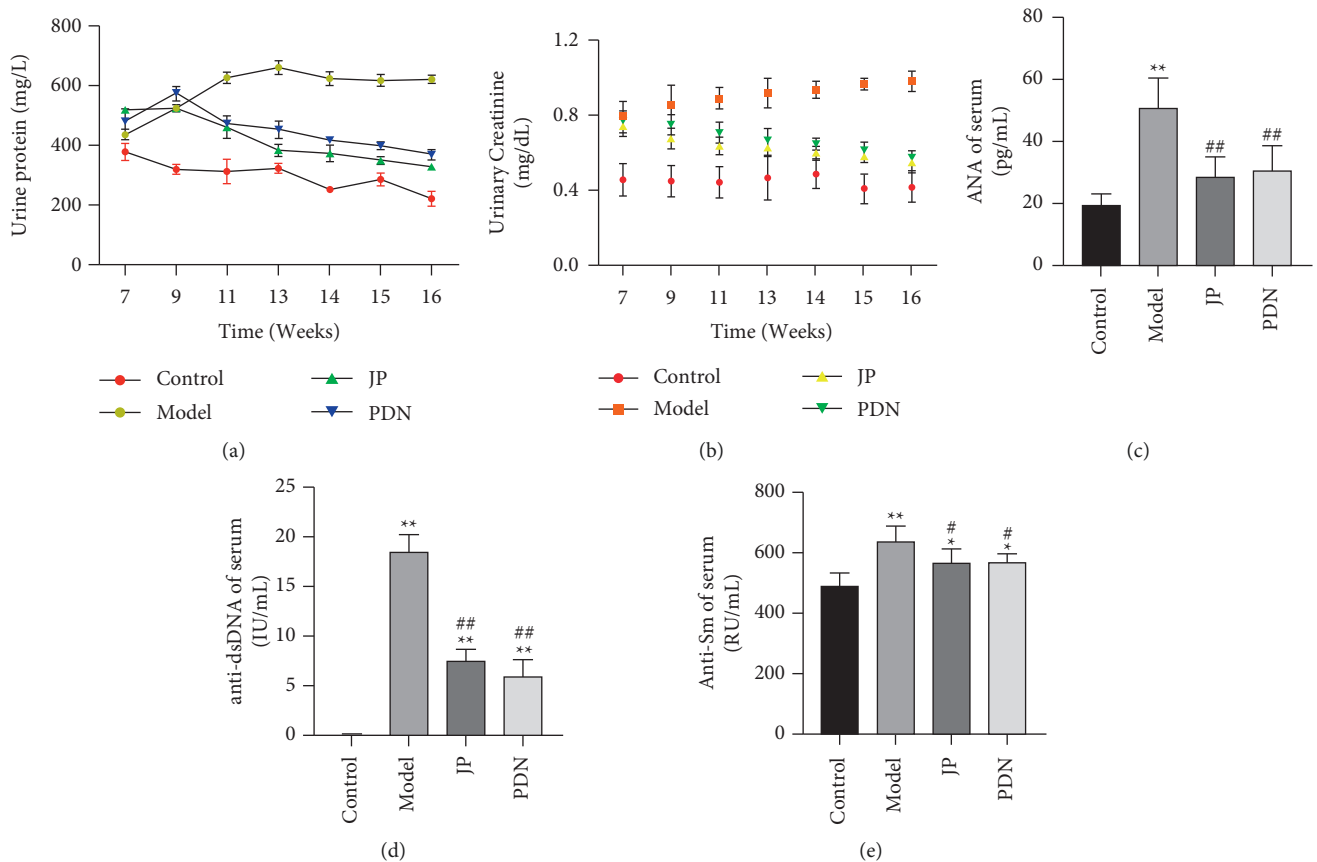 800
600
400
200
0
Urine protein (mg/L)
7 9 11 13 14 15 16
Time (Weeks)
Control
Model
JP
PDN
(a)
1.2
0.8
0.4
0.0
Urinary Creatinine
(mg/dL)
7 9 11 13 14 15 16
Time (Weeks)
Control
Model
JP
PDN
(b)
80
60
40
20
0
ANA of serum
(pg/mL)
**
##
##
Control
Model
JP
PDN
(c)
25
20
15
10
5
0
anti-dsDNA of serum
(IU/mL)
**
##
**
##
**
Control
Model
JP
PDN
(d)
800
600
400
200
0
Anti-Sm of serum
(RU/mL)
**
#
*
#
*
Control
Model
JP
PDN
(e)